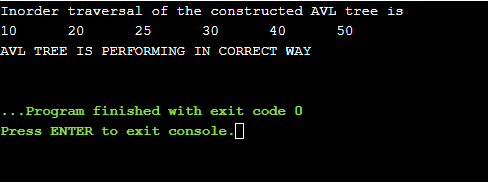 Inorder traversal of the constructed AVL tree is
10 20 25 30 40 50
AVL TREE IS PERFORMING IN CORRECT WAY
...Program finished with exit code 0
Press ENTER to exit console.